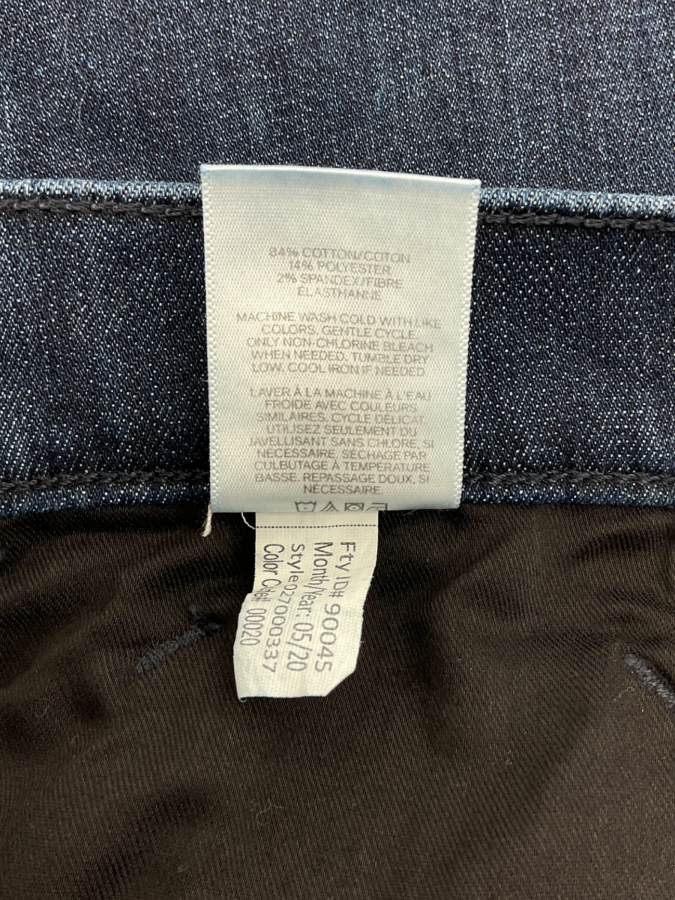 84% COTTON/COTON
14% POLYESTER
2% SPANDEX/FIBRE
ÉLASTHANNE
MACHINE WASH COLD WITH LIKE
COLORS. GENTLE CYCLE.
ONLY NON-CHLORINE BLEACH
WHEN NEEDED. TUMBLE DRY
LOW. COOL IRON IF NEEDED.
LAVER À LA MACHINE À L'EAU
FROIDE AVEC COULEURS
SIMILAIRES. CYCLE DÉLICAT.
UTILISEZ SEULEMENT DU
JAVELLISANT SANS CHLORE, SI
NÉCESSAIRE. SÉCHAGE PAR
CULBUTAGE À TEMPÉRATURE
BASSE. REPASSAGE DOUX, SI
NÉCESSAIRE.
Fty ID# 90045
Month/Year: 05/20
Style0270003337
Color Code# 00020